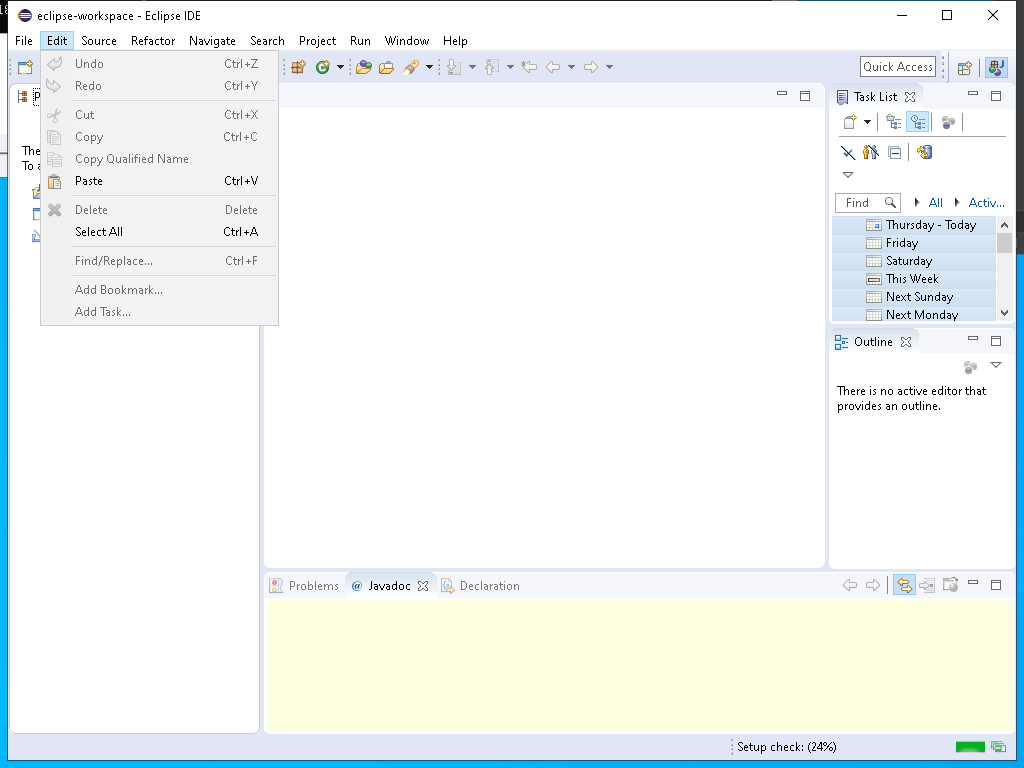 eclipse-workspace - Eclipse IDE
File Edit Source Refactor Navigate Search Project Run Window Help
Quick Access
Undo Ctrl+Z
Redo Ctrl+Y
Cut Ctrl+X
Copy Ctrl+C
Copy Qualified Name
Paste Ctrl+V
Delete Delete
Select All Ctrl+A
Find/Replace... Ctrl+F
Add Bookmark...
Add Task...
Task List
Find All Activ...
Thursday - Today
Friday
Saturday
This Week
Next Sunday
Next Monday
Outline
There is no active editor that
provides an outline.
Problems @ Javadoc Declaration
Setup check: (24%)